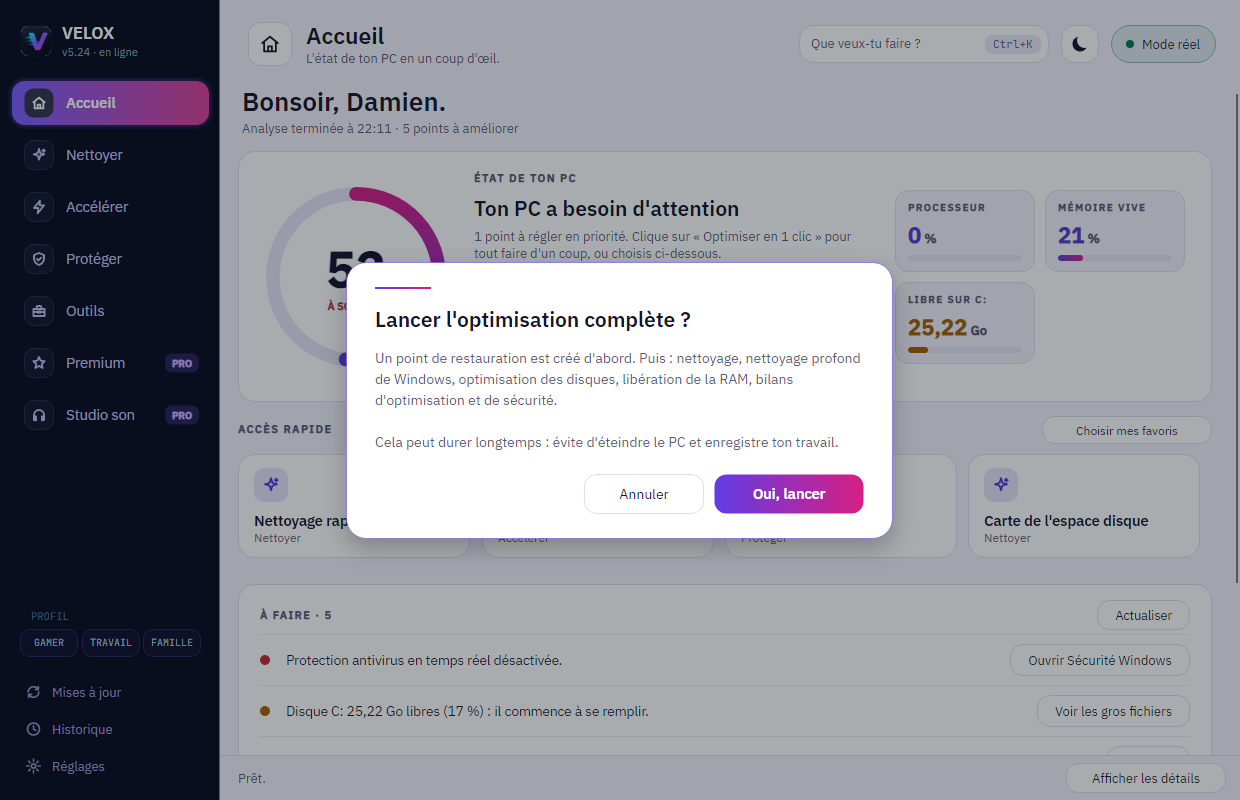 VELOX
v5.24 · en ligne
Accueil
Nettoyer
Accélérer
Protéger
Outils
Premium PRO
Studio son PRO
PROFIL
GAMER TRAVAIL FAMILLE
Mises à jour
Historique
Réglages
Accueil
L'état de ton PC en un coup d'œil.
Que veux-tu faire ? Ctrl+K
Mode réel
Bonsoir, Damien.
Analyse terminée à 22:11 · 5 points à améliorer
ÉTAT DE TON PC
Ton PC a besoin d'attention
1 point à régler en priorité. Clique sur « Optimiser en 1 clic » pour
tout faire d'un coup, ou choisis ci-dessous.
PROCESSEUR
0 %
MÉMOIRE VIVE
21 %
LIBRE SUR C:
25,22 Go
Lancer l'optimisation complète ?
Un point de restauration est créé d'abord. Puis : nettoyage, nettoyage profond
de Windows, optimisation des disques, libération de la RAM, bilans
d'optimisation et de sécurité.
Cela peut durer longtemps : évite d'éteindre le PC et enregistre ton travail.
Annuler
Oui, lancer
ACCÈS RAPIDE
Choisir mes favoris
Nettoyage rap
Nettoyer
Accélérer
Protéger
Carte de l'espace disque
Nettoyer
À FAIRE · 5
Actualiser
Protection antivirus en temps réel désactivée.
Ouvrir Sécurité Windows
Disque C: 25,22 Go libres (17 %) : il commence à se remplir.
Voir les gros fichiers
Prêt.
Afficher les détails